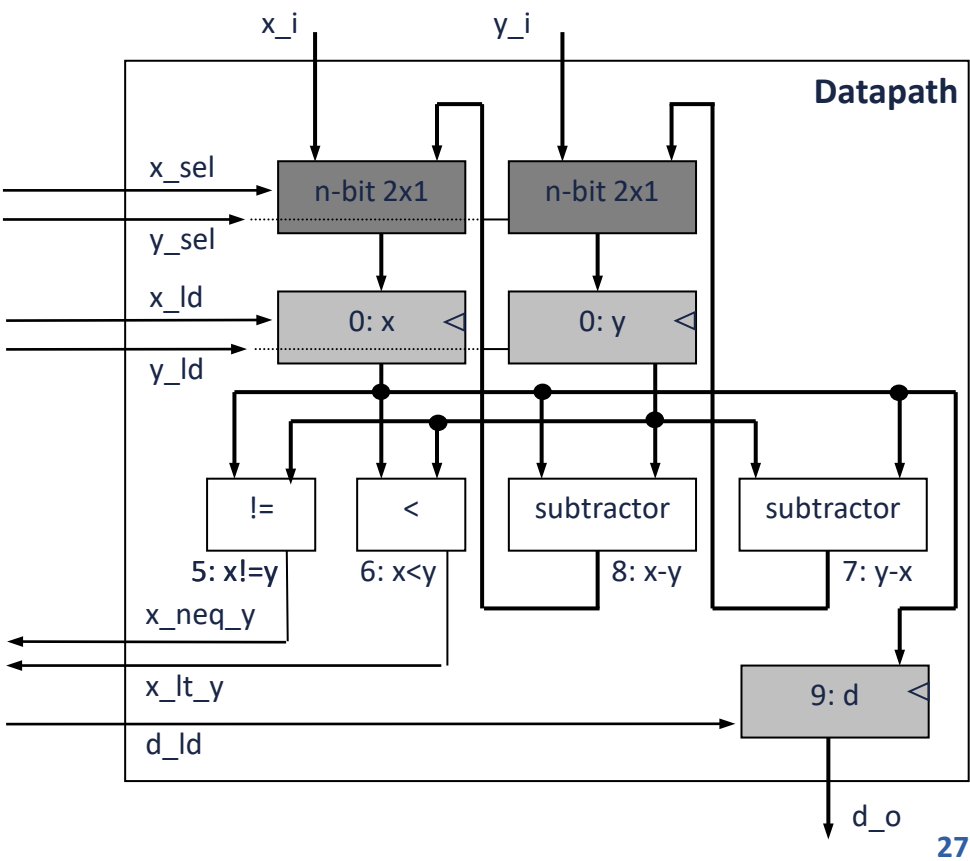 x_i
y_i
Datapath
x_sel
n-bit 2x1
n-bit 2x1
y_sel
x_ld
0: x
0: y
y_ld
!=
<
subtractor
subtractor
5: x!=y
6: x<y
8: x-y
7: y-x
x_neq_y
x_lt_y
9: d
d_ld
d_o
27